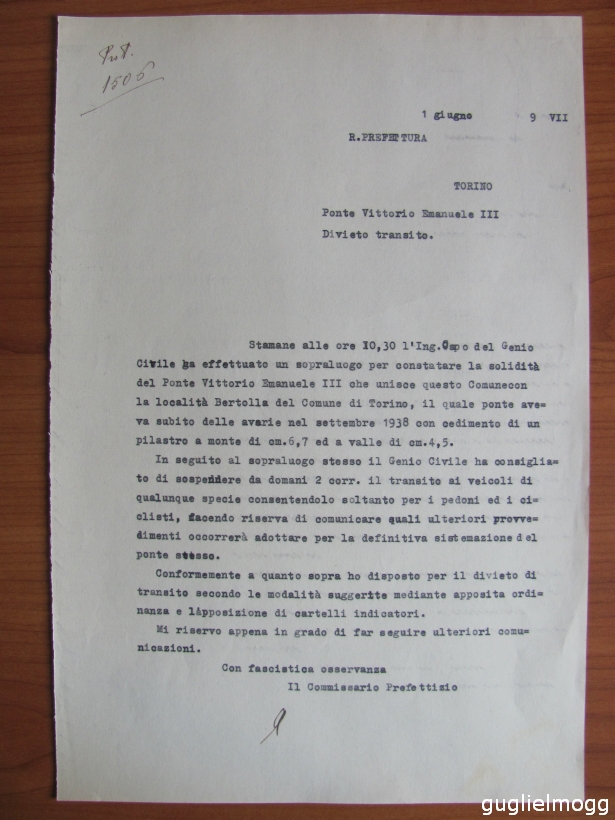 Prot.
1506
1 giugno 9 VII
R.PREFETTURA
TORINO
Ponte Vittorio Emanuele III
Divieto transito.
Stamane alle ore IO,30 l'Ing.Capo del Genio
Civile ha effettuato un sopraluogo per constatare la solidità
del Ponte Vittorio Emanuele III che unisce questo Comunecon
la località Bertolla del Comune di Torino, il quale ponte ave=
va subito delle avarie nel settembre 1938 con cedimento di un
pilastro a monte di cm.6,7 ed a valle di cm.4,5.
In seguito al sopraluogo stesso il Genio Civile ha consiglia=
to di sospendere da domani 2 corr. il transito ai veicoli di
qualunque specie consentendolo soltanto per i pedoni ed i ci=
clisti, facendo riserva di comunicare quali ulteriori provve=
dimenti occorrerà adottare per la definitiva sistemazione del
ponte stesso.
Conformemente a quanto sopra ho disposto per il divieto di
transito secondo le modalità suggerite mediante apposita ordi=
nanza e l'apposizione di cartelli indicatori.
Mi riservo appena in grado di far seguire ulteriori comu=
nicazioni.
Con fascistica osservanza
Il Commissario Prefettizio
guglielmogg